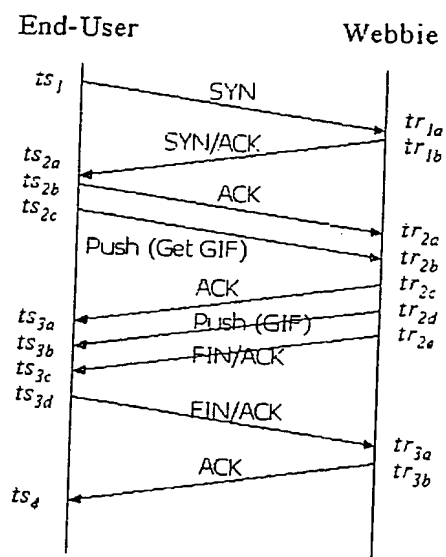 End-User
Webbie
ts1
SYN
tr1a
SYN/ACK
tr1b
ts2a
ts2b
ACK
ts2c
tr2a
Push (Get GIF)
tr2b
ACK
tr2c
ts3a
Push (GIF)
tr2d
ts3b
FIN/ACK
tr2e
ts3c
ts3d
FIN/ACK
tr3a
ACK
tr3b
ts4